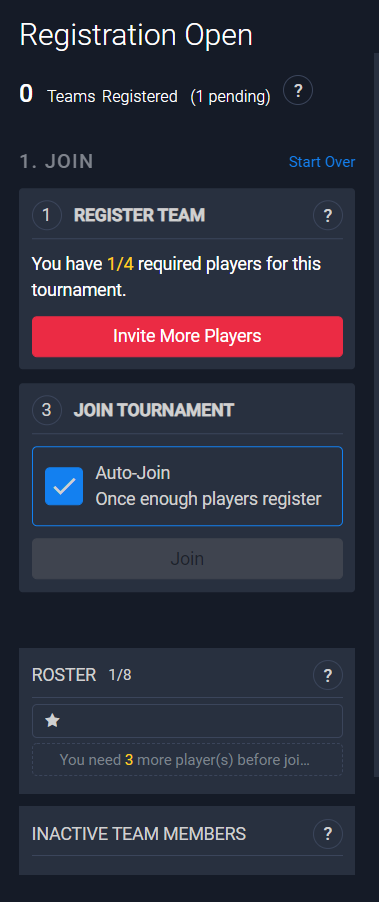 Registration Open
0 Teams Registered (1 pending) ?
1. JOIN Start Over
1 REGISTER TEAM ?
You have 1/4 required players for this
tournament.
Invite More Players
3 JOIN TOURNAMENT
Auto-Join
Once enough players register
Join
ROSTER 1/8 ?
You need 3 more player(s) before joi...
INACTIVE TEAM MEMBERS ?